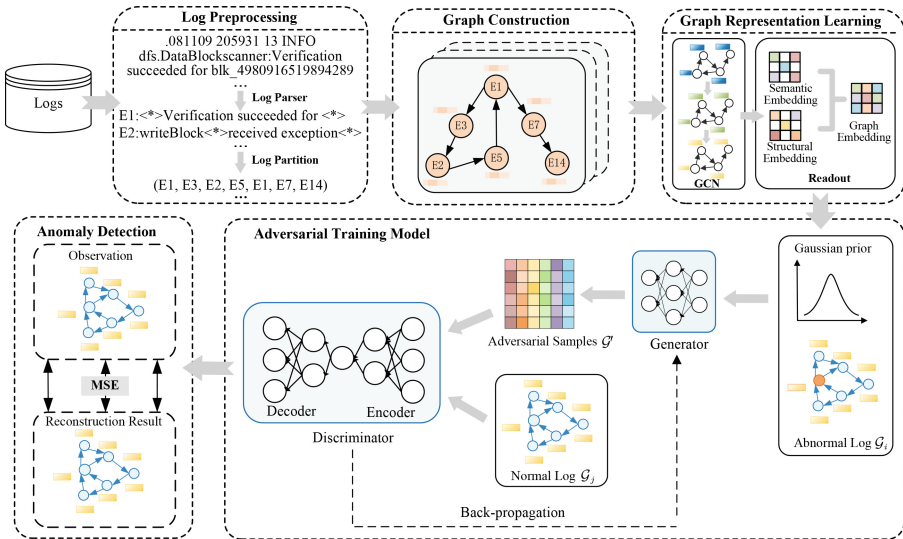 Log Preprocessing
Graph Construction
Graph Representation Learning
Logs
.081109 205931 13 INFO
dfs.DataBlockscanner:Verification
succeeded for blk_4980916519894289
...
Log Parser
E1:<*>Verification succeeded for <*>
E2:writeBlock<*>received exception<*>
...
Log Partition
(E1, E3, E2, E5, E1, E7, E14)
...
E1
E3
E7
E2
E5
E14
GCN
Semantic
Embedding
Structural
Embedding
Graph
Embedding
Readout
Anomaly Detection
Observation
MSE
Reconstruction Result
Adversarial Training Model
Decoder
Encoder
Discriminator
Adversarial Samples 𝒢'
Normal Log 𝒢j
Generator
Gaussian prior
Abnormal Log 𝒢i
Back-propagation